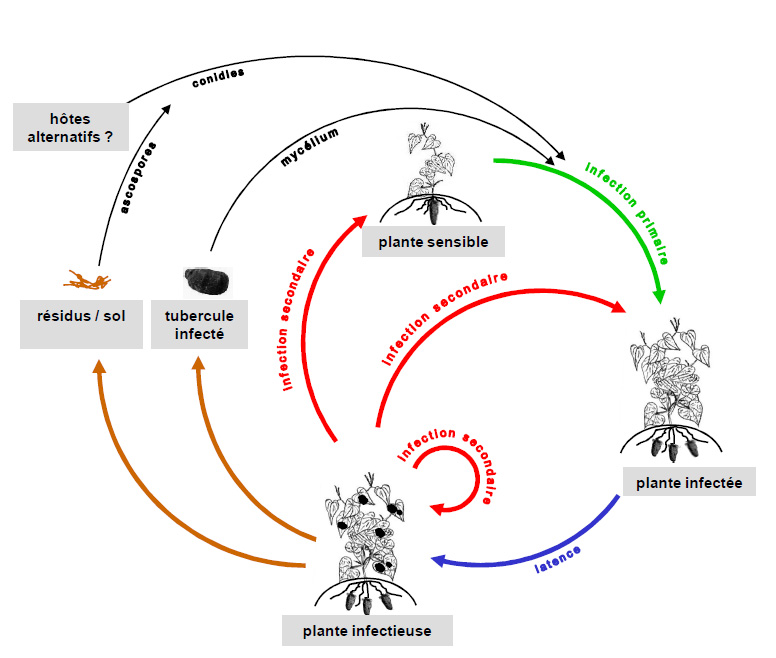 conidies
hôtes
alternatifs ?
ascospores
mycélium
infection primaire
plante sensible
infection secondaire
infection secondaire
résidus / sol
tubercule
infecté
infection secondaire
plante infectée
latence
plante infectieuse